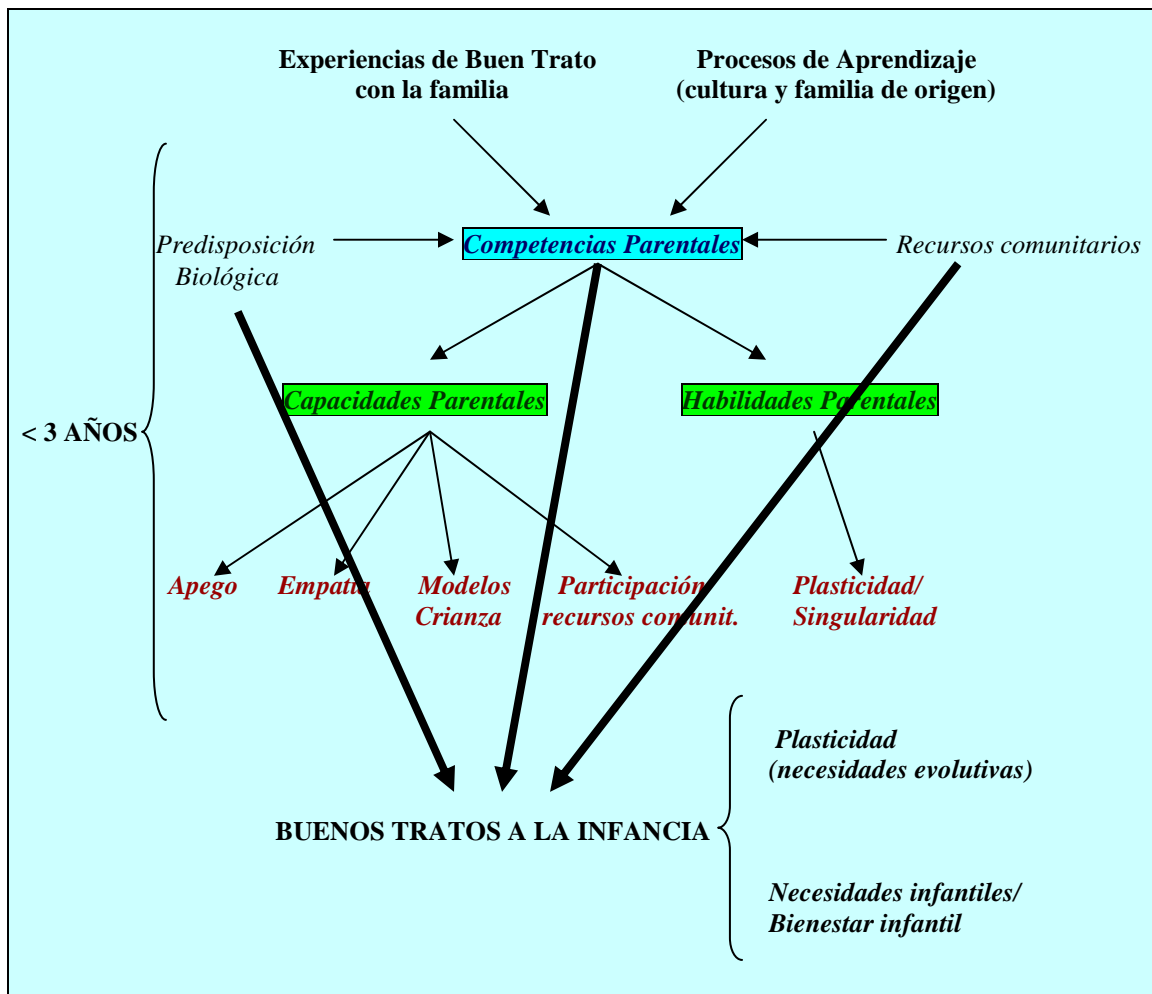 Experiencias de Buen Trato
con la familia
Procesos de Aprendizaje
(cultura y familia de origen)
Predisposición
Biológica
Competencias Parentales
Recursos comunitarios
Capacidades Parentales
Habilidades Parentales
< 3 AÑOS
Apego
Empatía
Modelos
Crianza
Participación
recursos comunit.
Plasticidad/
Singularidad
Plasticidad
(necesidades evolutivas)
BUENOS TRATOS A LA INFANCIA
Necesidades infantiles/
Bienestar infantil